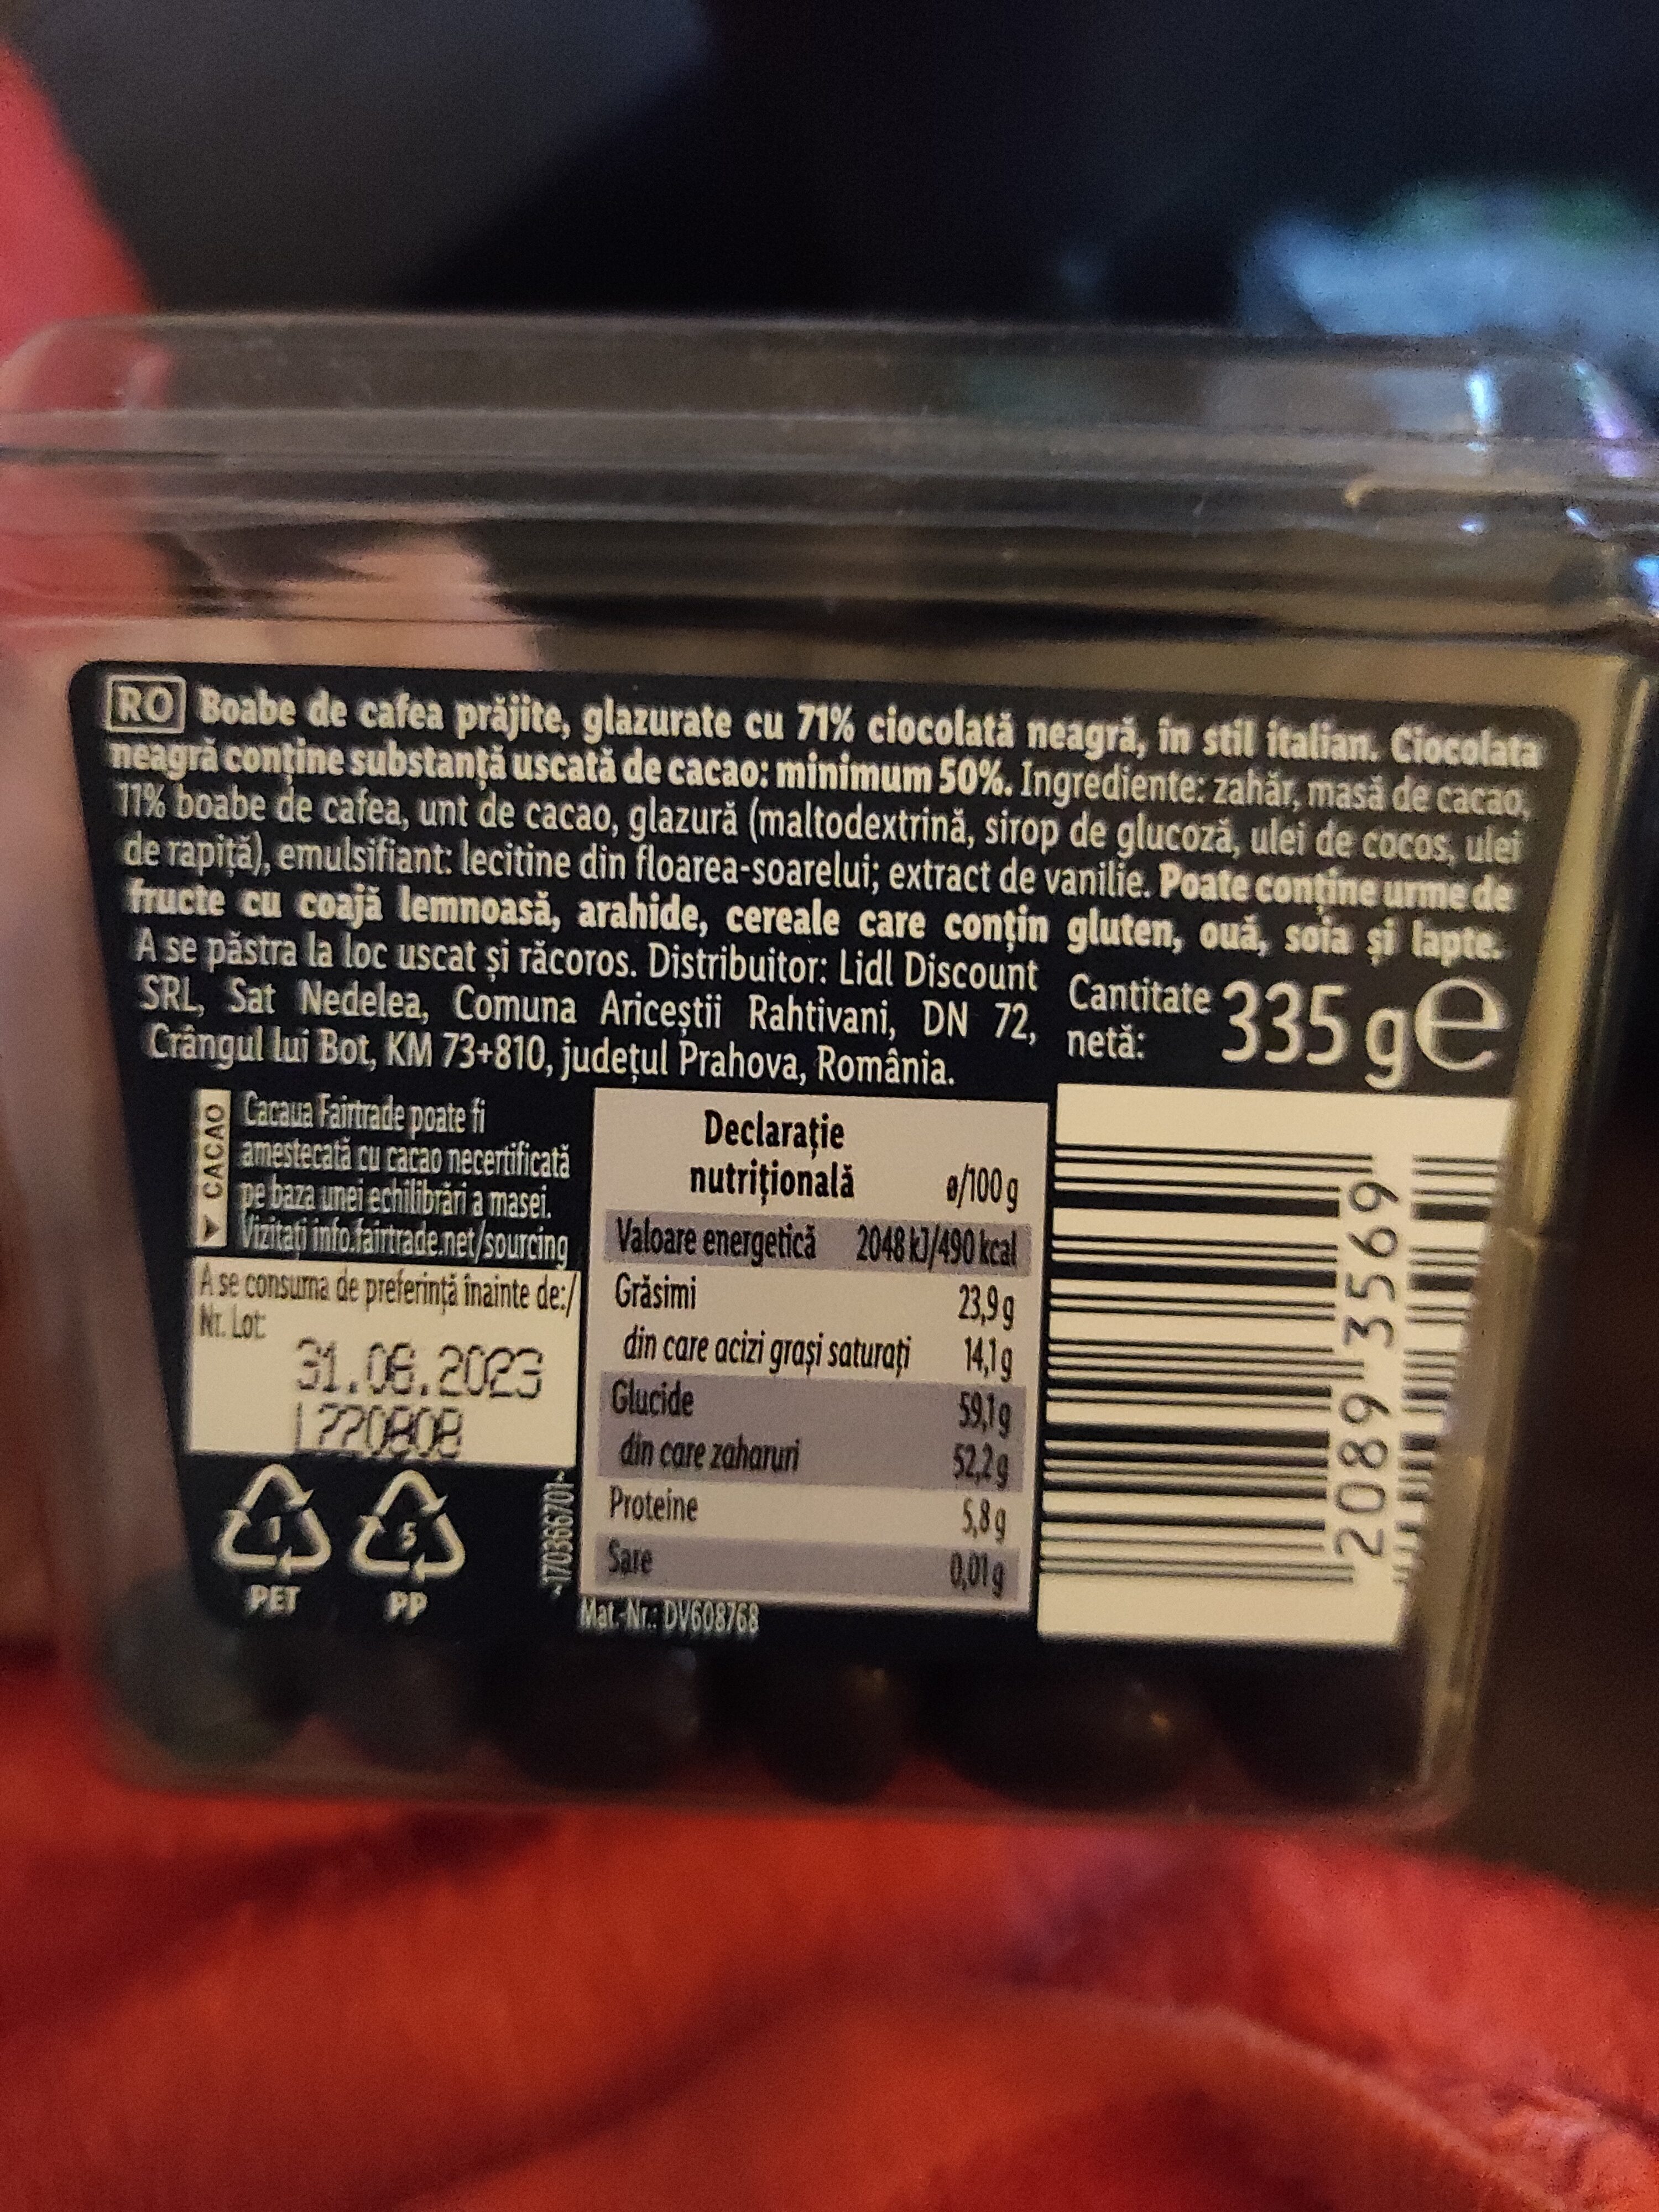 RO Boabe de cafea prăjite, glazurate cu 71% ciocolată neagră, în stil italian. Ciocolata
neagră conține substanță uscată de cacao: minimum 50%. Ingrediente: zahăr, masă de cacao,
11% boabe de cafea, unt de cacao, glazură (maltodextrină, sirop de glucoză, ulei de cocos, ulei
de rapiță), emulsifiant: lecitine din floarea-soarelui; extract de vanilie. Poate conține urme de
fructe cu coajă lemnoasă, arahide, cereale care conțin gluten, ouă, soia și lapte.
A se păstra la loc uscat și răcoros. Distribuitor: Lidl Discount
SRL, Sat Nedelea, Comuna Ariceștii Rahtivani, DN 72,
Crângul lui Bot, KM 73+810, județul Prahova, România.
Cantitate
netă: 335 g e
CACAO
Cacaua Fairtrade poate fi
amestecată cu cacao necertificată
pe baza unei echilibrări a masei.
Vizitați info.fairtrade.net/sourcing
A se consuma de preferință înainte de:/
Nr. Lot:
31.08.2023
L220808
1 5
PET PP
-170366701-
Declarație
nutrițională ø/100 g
Valoare energetică 2048 kJ/490 kcal
Grăsimi 23,9 g
din care acizi grași saturați 14,1 g
Glucide 59,1 g
din care zaharuri 52,2 g
Proteine 5,8 g
Sare 0,01 g
Mat.-Nr.: DV608768
2089 3569